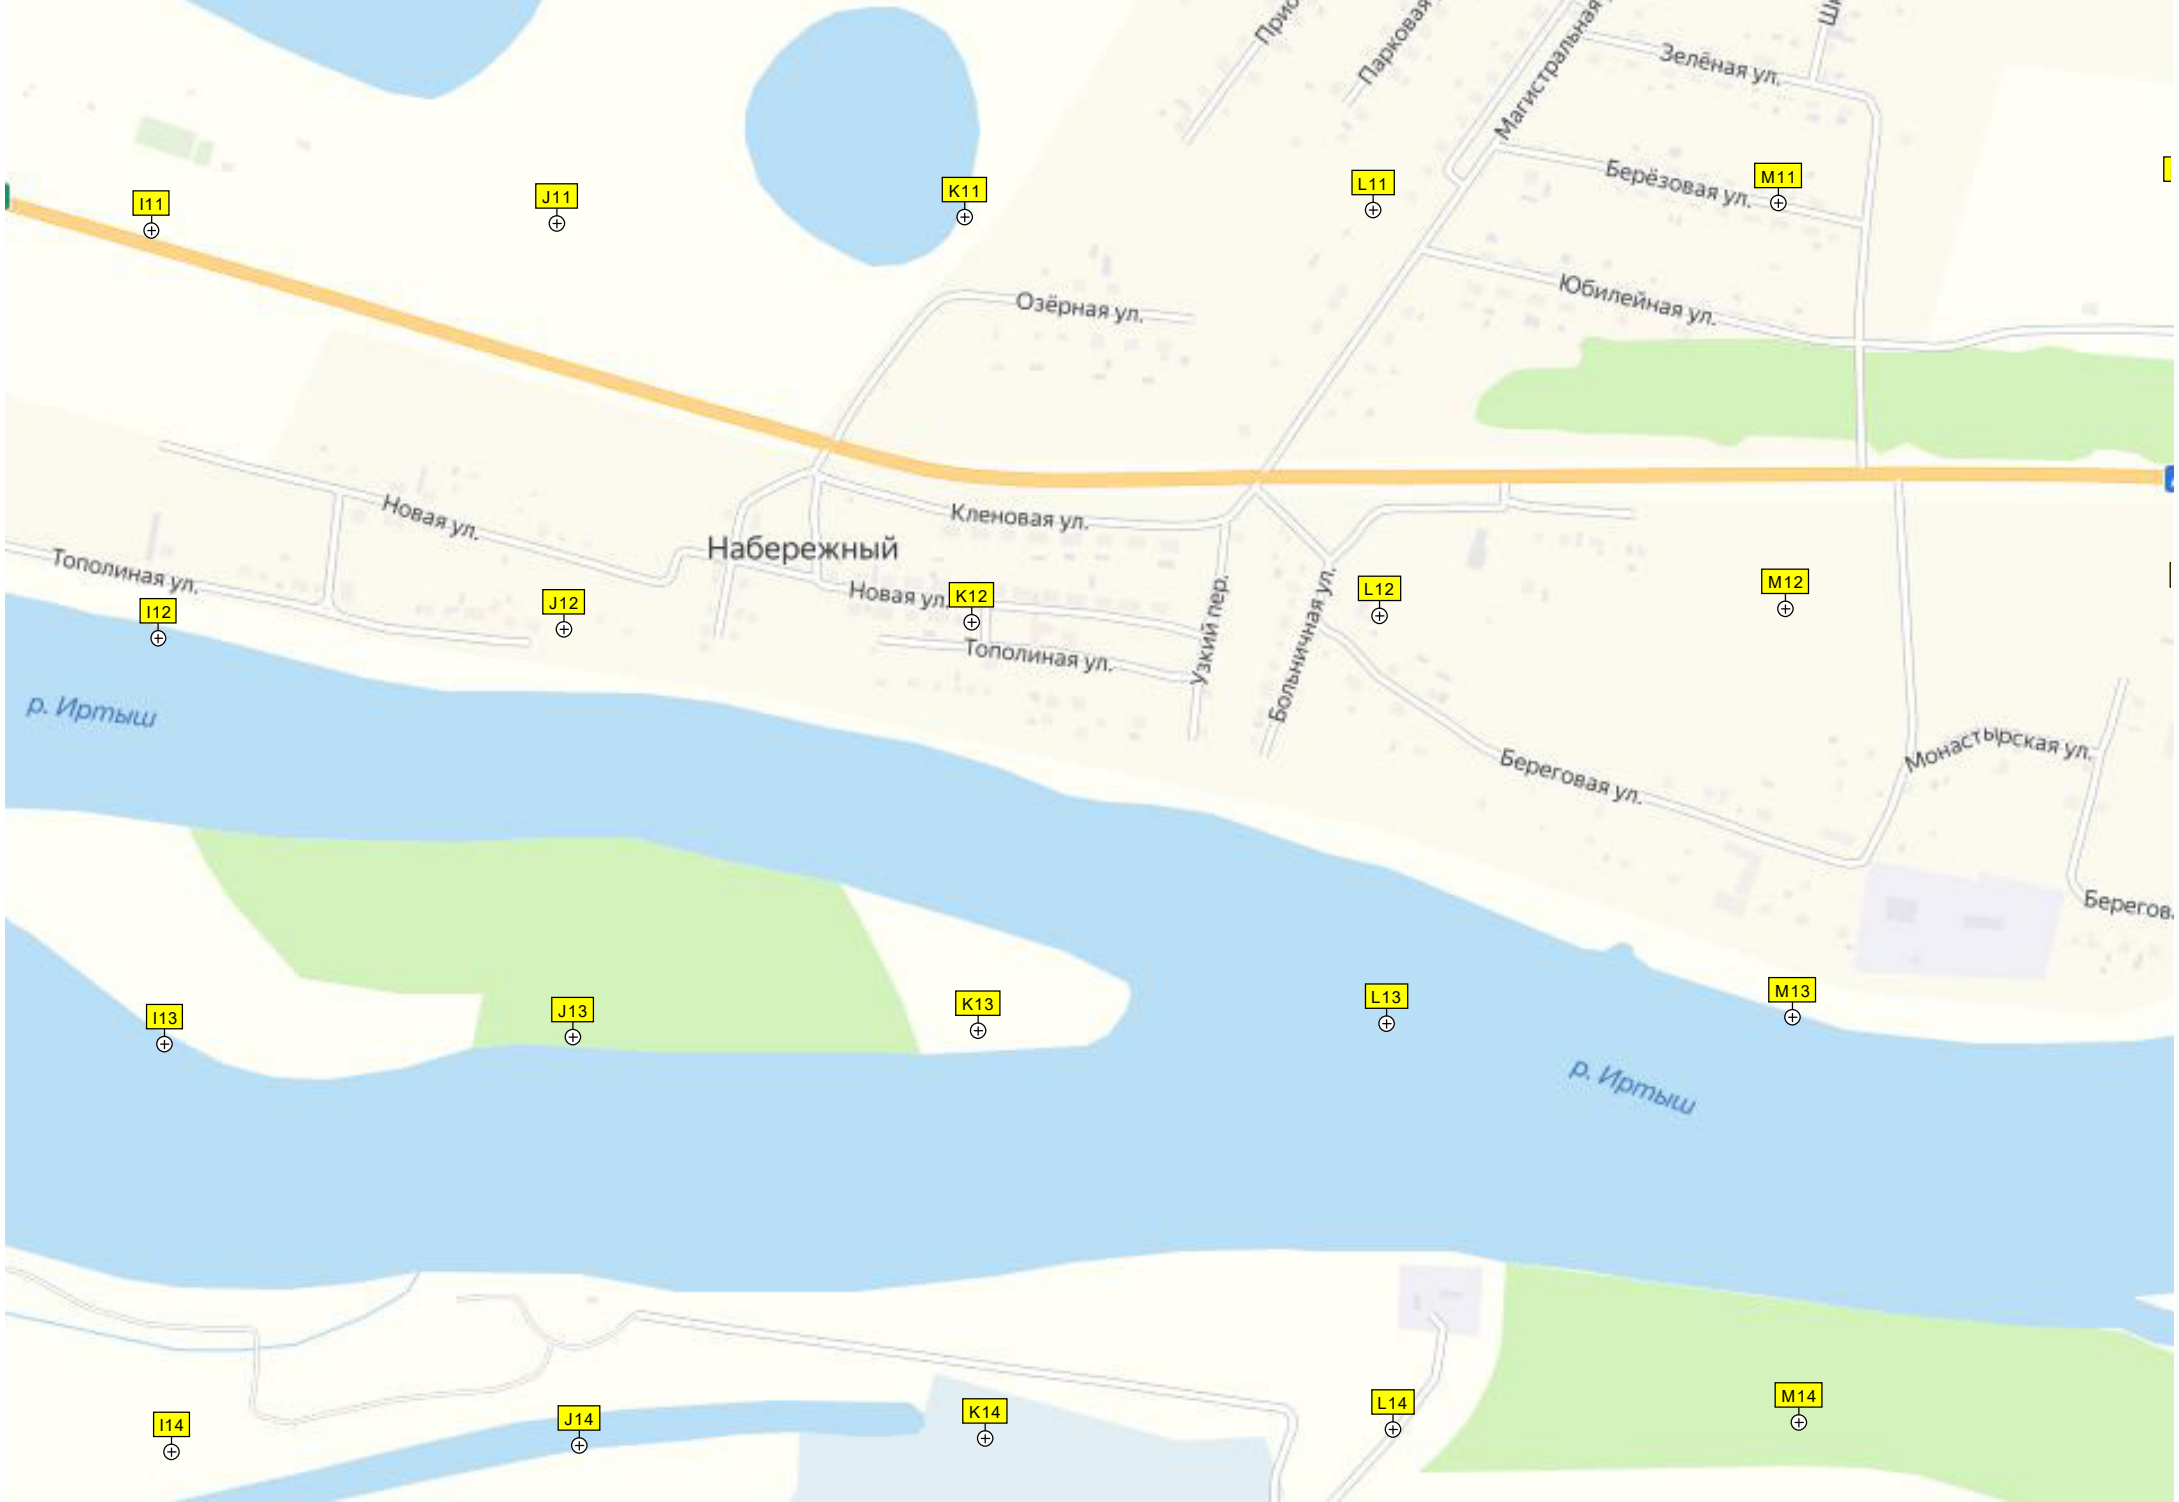 Парковая
Магистральная
Зелёная ул.
Берёзовая ул.
M11
L11
K11
J11
I11
Юбилейная ул.
Озёрная ул.
Новая ул.
Кленовая ул.
Набережный
Тополиная ул.
Новая ул.
I12
J12
K12
L12
M12
Тополиная ул.
Узкий пер.
Больничная ул.
р. Иртыш
Береговая ул.
Монастырская ул.
I13
J13
K13
L13
M13
р. Иртыш
I14
J14
K14
L14
M14